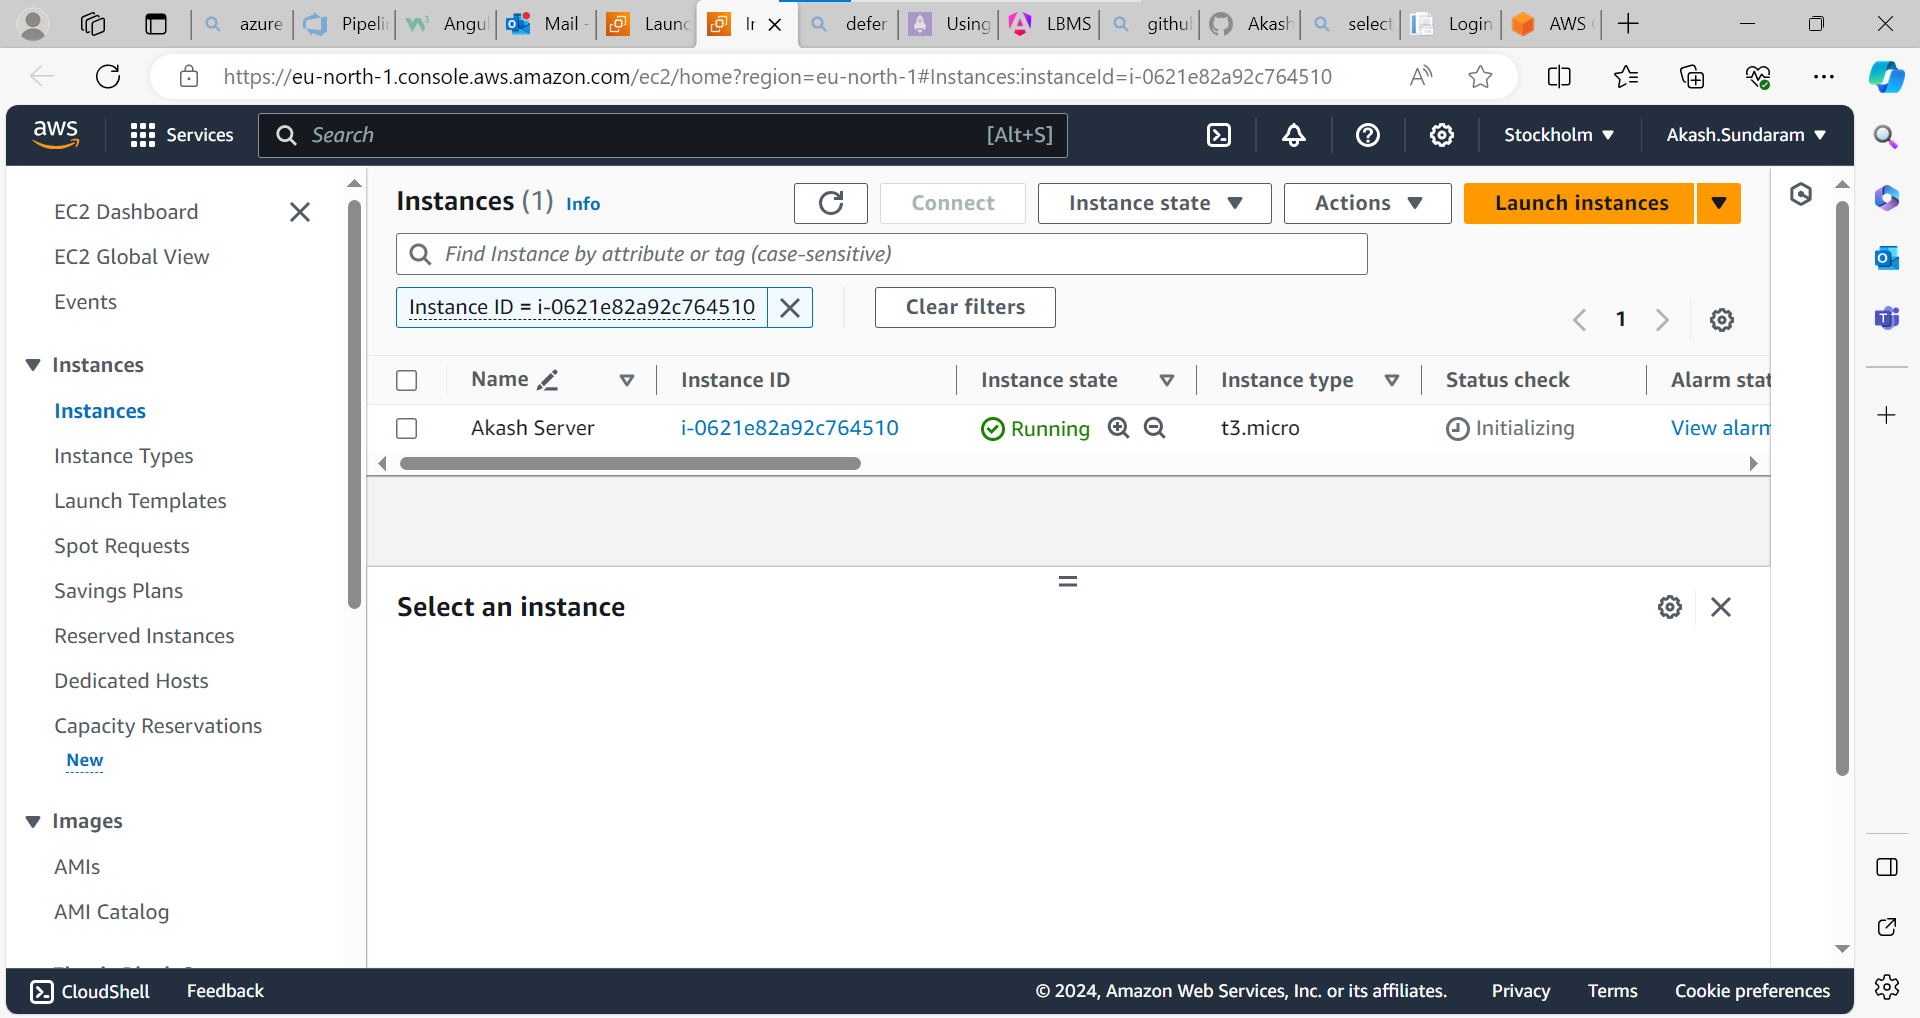 azure
Pipelin
Angul
Mail -
Launc
Ir
defer
Using
LBMS
githu
Akash
select
Login
AWS
https://eu-north-1.console.aws.amazon.com/ec2/home?region=eu-north-1#Instances:instanceId=i-0621e82a92c764510
aws
Services
Search
[Alt+S]
Stockholm
Akash.Sundaram
EC2 Dashboard
EC2 Global View
Events
Instances
Instances
Instance Types
Launch Templates
Spot Requests
Savings Plans
Reserved Instances
Dedicated Hosts
Capacity Reservations
New
Images
AMIs
AMI Catalog
Instances (1) Info
Connect
Instance state
Actions
Launch instances
Find Instance by attribute or tag (case-sensitive)
Instance ID = i-0621e82a92c764510
Clear filters
1
Name
Instance ID
Instance state
Instance type
Status check
Alarm stat
Akash Server
i-0621e82a92c764510
Running
t3.micro
Initializing
View alarm
Select an instance
CloudShell
Feedback
© 2024, Amazon Web Services, Inc. or its affiliates.
Privacy
Terms
Cookie preferences